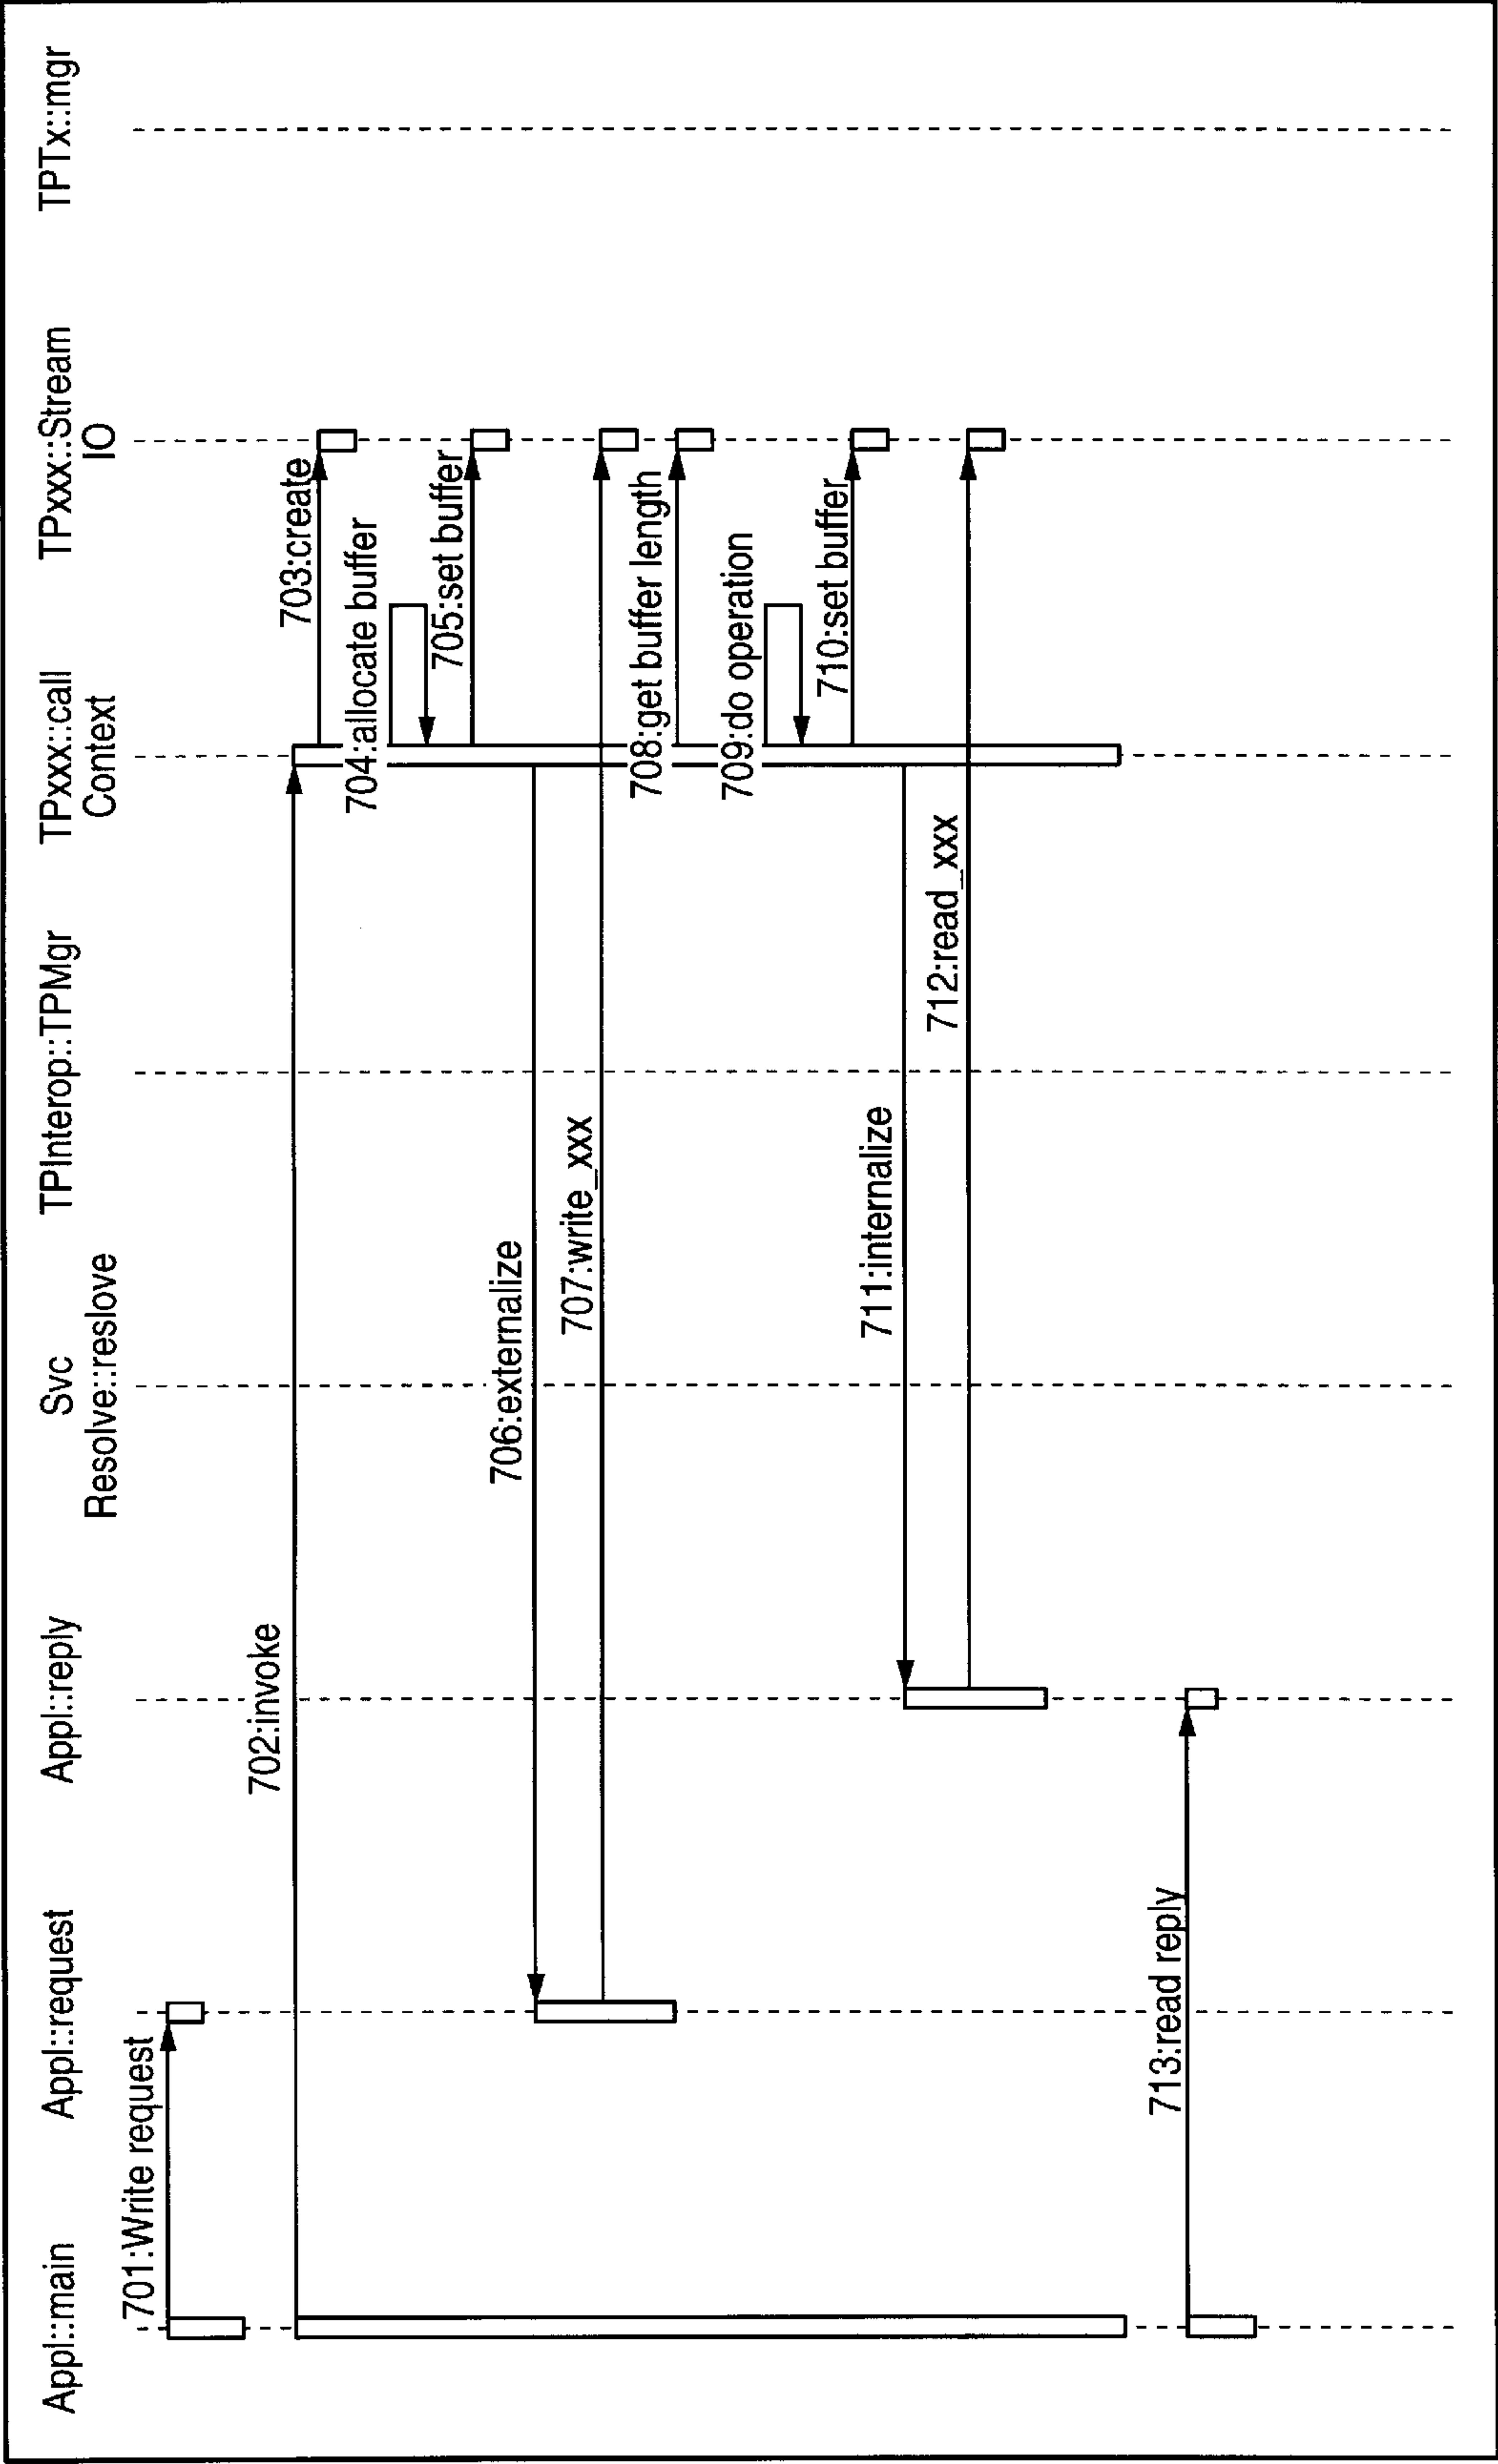 Appl::main
Appl::request
Appl::reply
Svc
Resolve::reslove
TPInterop::TPMgr
TPxxx::call
Context
TPxxx::Stream
IO
TPTx::mgr
701:Write request
702:invoke
703:create
704:allocate buffer
705:set buffer
706:externalize
707:write_xxx
708:get buffer length
709:do operation
710:set buffer
711:internalize
712:read_xxx
713:read reply